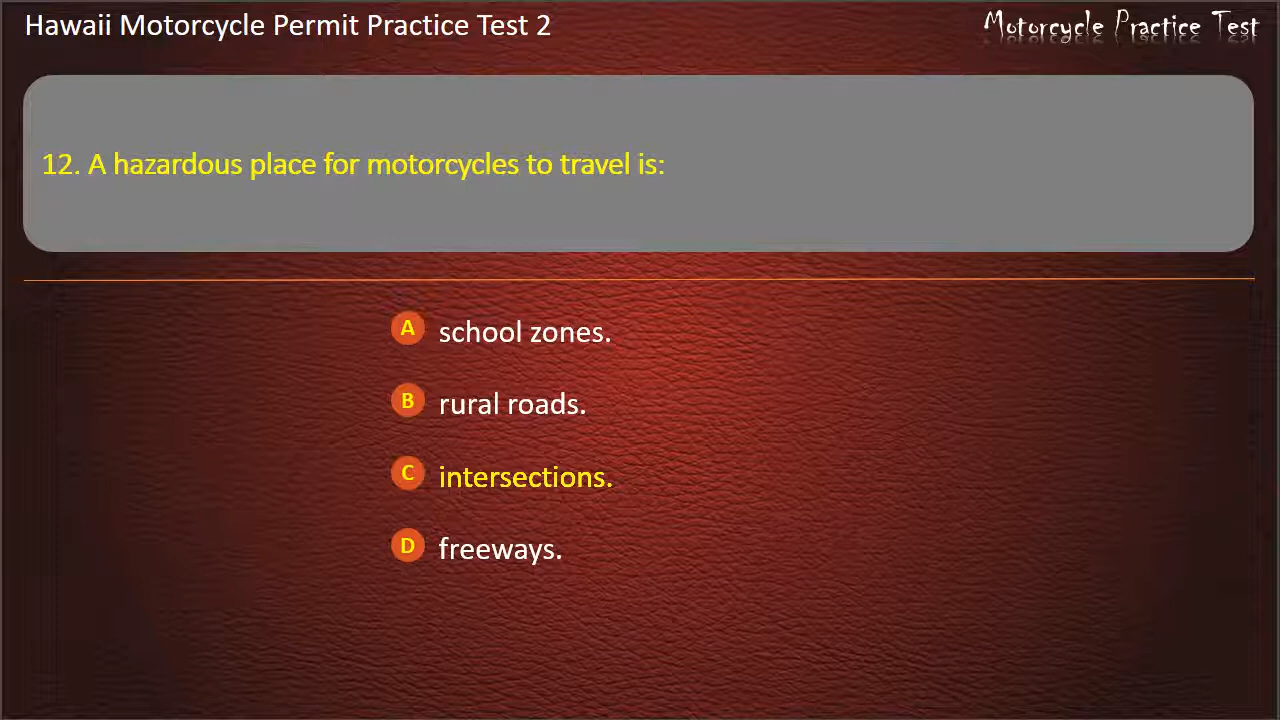 Hawaii Motorcycle Permit Practice Test 2
Motorcycle Practice Test
12. A hazardous place for motorcycles to travel is:
A school zones.
B rural roads.
C intersections.
D freeways.